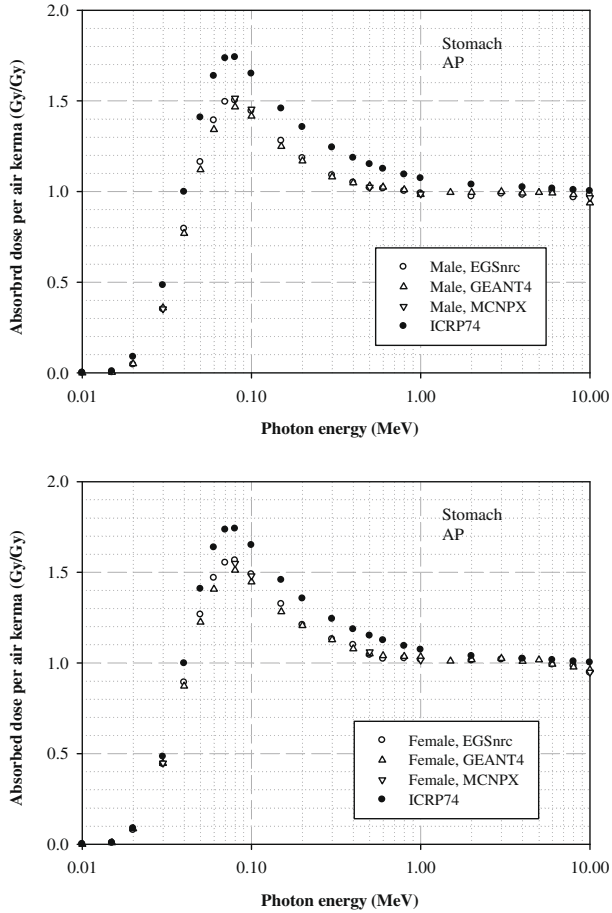 2.0
Stomach
AP
1.5
1.0
0.5
0.0
Absorbrd dose per air kerma (Gy/Gy)
Male, EGSnrc
Male, GEANT4
Male, MCNPX
ICRP74
0.01 0.10 1.00 10.00
Photon energy (MeV)
2.0
Stomach
AP
1.5
1.0
0.5
0.0
Absorbed dose per air kerma (Gy/Gy)
Female, EGSnrc
Female, GEANT4
Female, MCNPX
ICRP74
0.01 0.10 1.00 10.00
Photon energy (MeV)